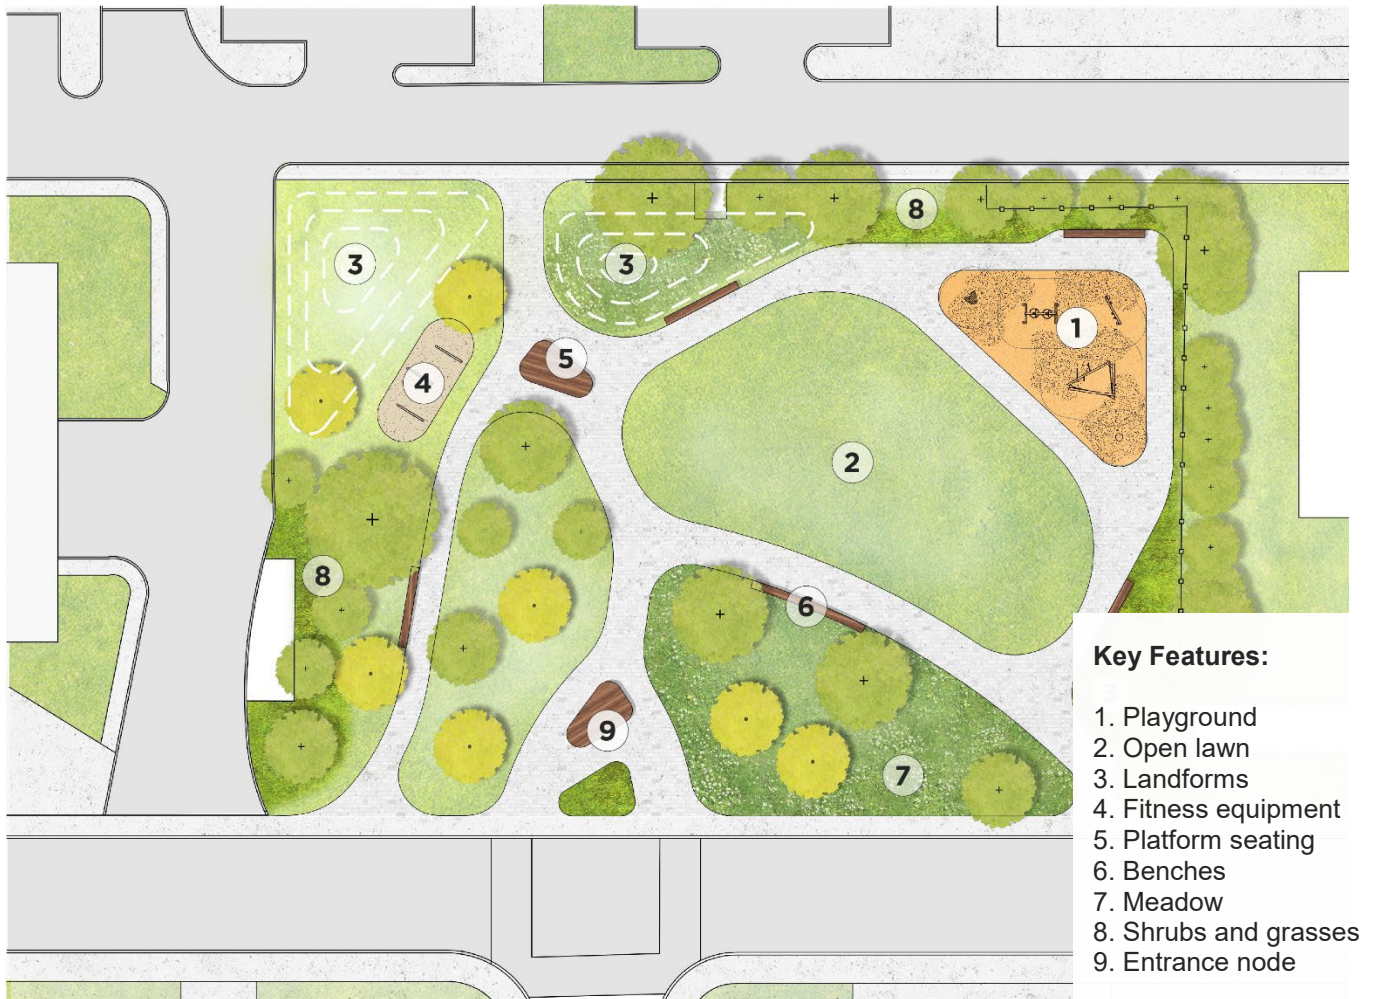 8
3
3
1
5
4
2
8
6
9
7
Key Features:
1. Playground
2. Open lawn
3. Landforms
4. Fitness equipment
5. Platform seating
6. Benches
7. Meadow
8. Shrubs and grasses
9. Entrance node